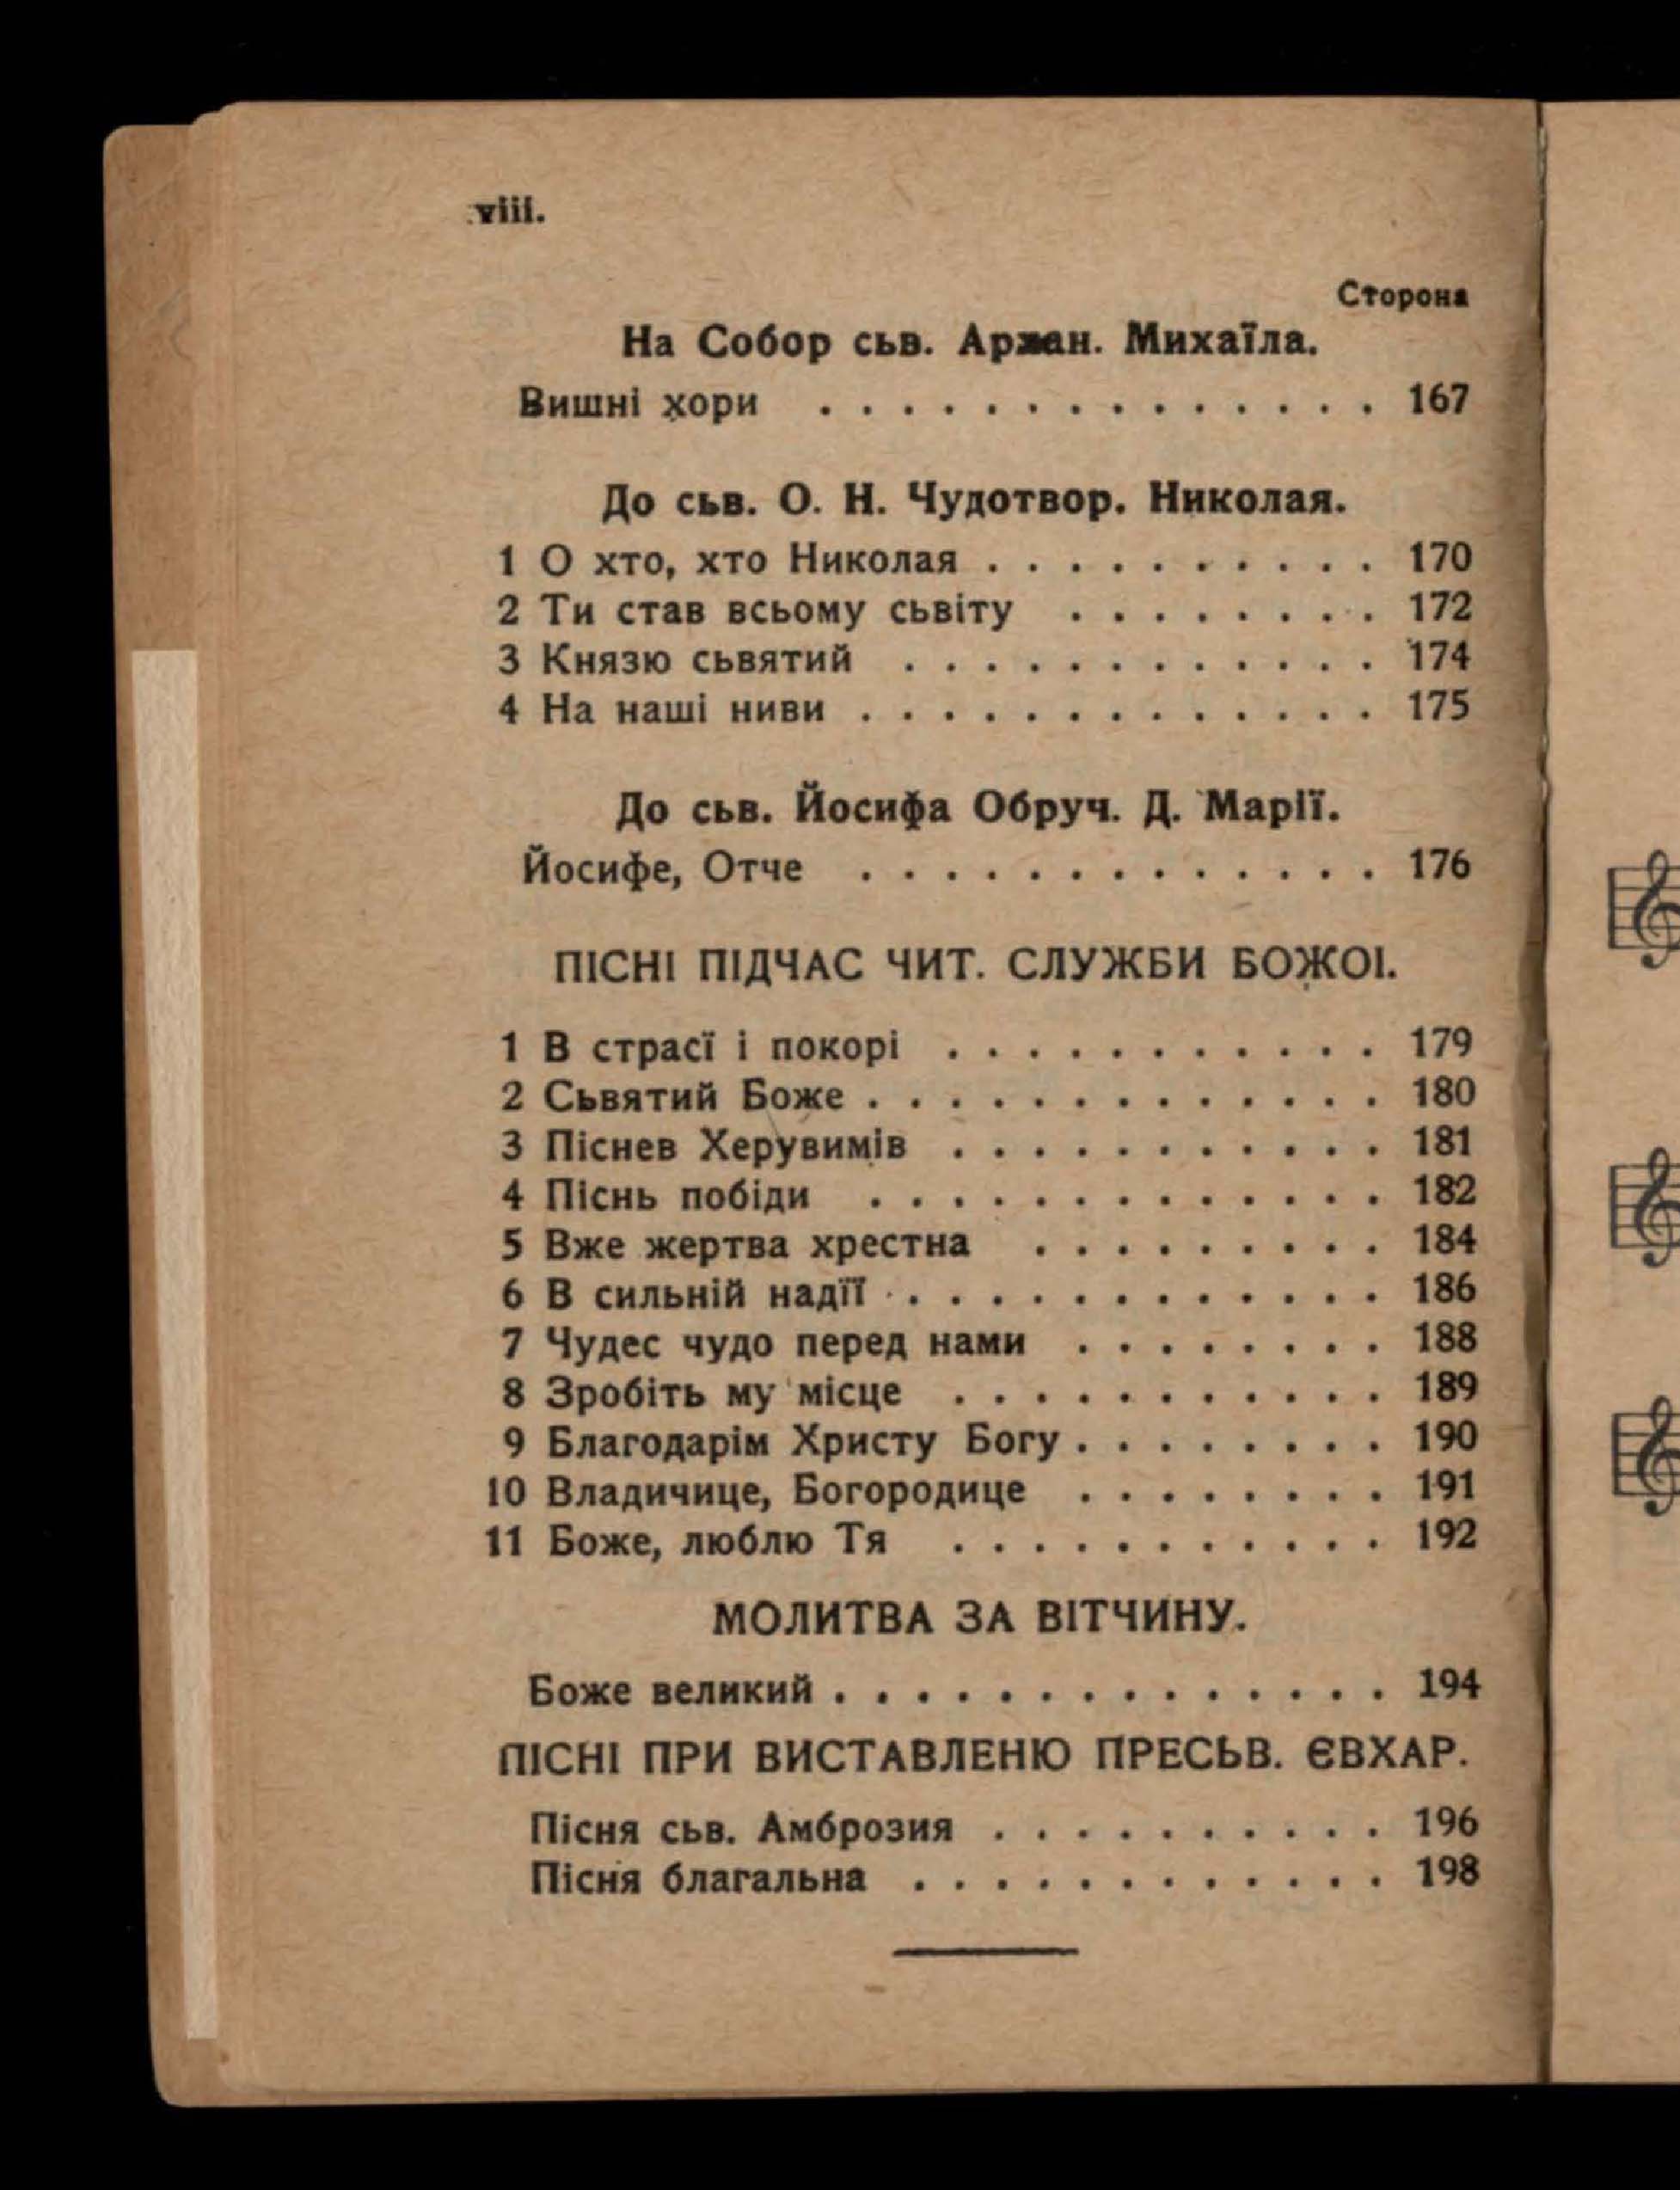 viii.
Сторона
На Собор сьв. Архан. Михаїла.
Вишні хори . . . . . . . . . . . . . . 167
До сьв. О. Н. Чудотвор. Николая.
1 О хто, хто Николая . . . . . . . . . . 170
2 Ти став всьому сьвіту . . . . . . . . 172
3 Князю сьвятий . . . . . . . . . . . . 174
4 На наші ниви . . . . . . . . . . . . . 175
До сьв. Йосифа Обруч. Д. Марії.
Йосифе, Отче . . . . . . . . . . . . . 176
ПІСНІ ПІДЧАС ЧИТ. СЛУЖБИ БОЖОІ.
1 В страсї і покорі . . . . . . . . . . . 179
2 Сьвятий Боже . . . . . . . . . . . . . 180
3 Піснев Херувимів . . . . . . . . . . . 181
4 Піснь побіди . . . . . . . . . . . . . 182
5 Вже жертва хрестна . . . . . . . . . 184
6 В сильній надїї . . . . . . . . . . . . 186
7 Чудес чудо перед нами . . . . . . . . 188
8 Зробіть му місце . . . . . . . . . . . 189
9 Благодарім Христу Богу . . . . . . . . 190
10 Владичице, Богородице . . . . . . . . 191
11 Боже, люблю Тя . . . . . . . . . . . 192
МОЛИТВА ЗА ВІТЧИНУ.
Боже великий . . . . . . . . . . . . . . 194
ПІСНІ ПРИ ВИСТАВЛЕНЮ ПРЕСЬВ. ЄВХАР.
Пісня сьв. Амброзия . . . . . . . . . . 196
Пісня благальна . . . . . . . . . . . . 198